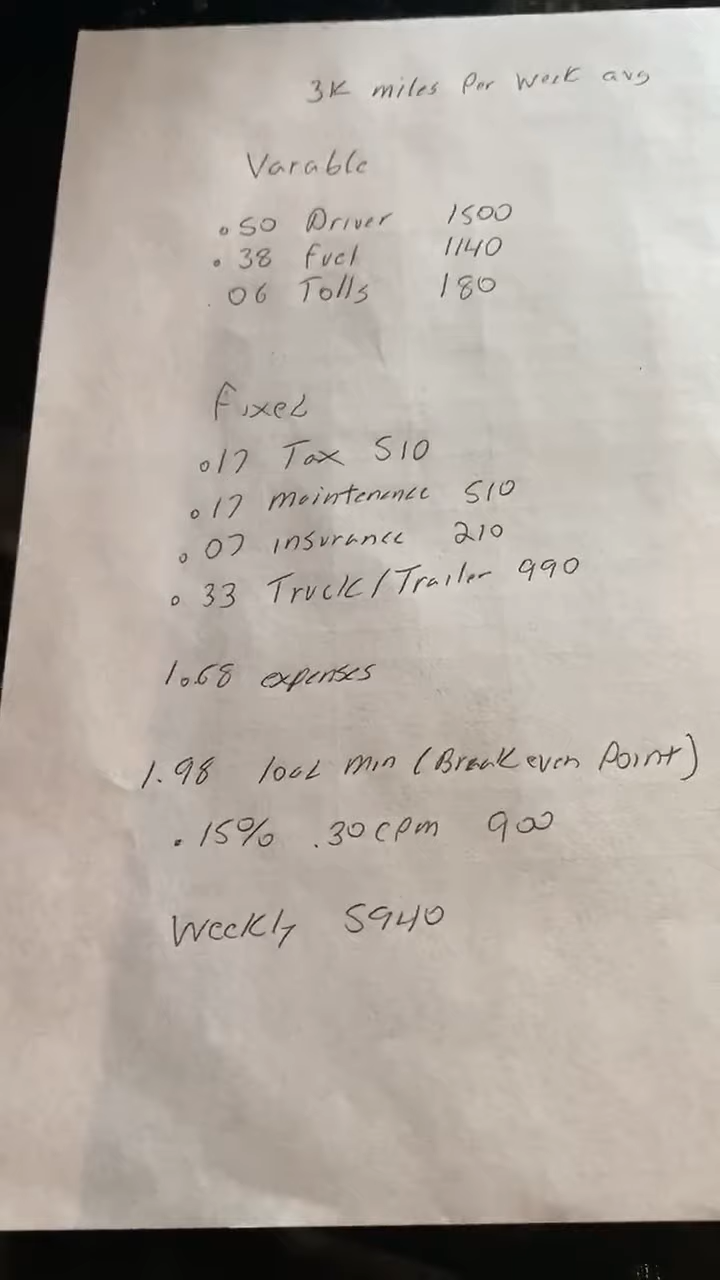 3K miles Per Week avg
Varable
.50 Driver 1500
.38 fuel 1140
.06 Tolls 180
Fixed
.17 Tax 510
.17 maintenence 510
.07 insurance 210
.33 Truck/Trailer 990
1.68 expenses
1.98 load min (Break even Point)
.15% .30 cpm 900
Weekly 5940